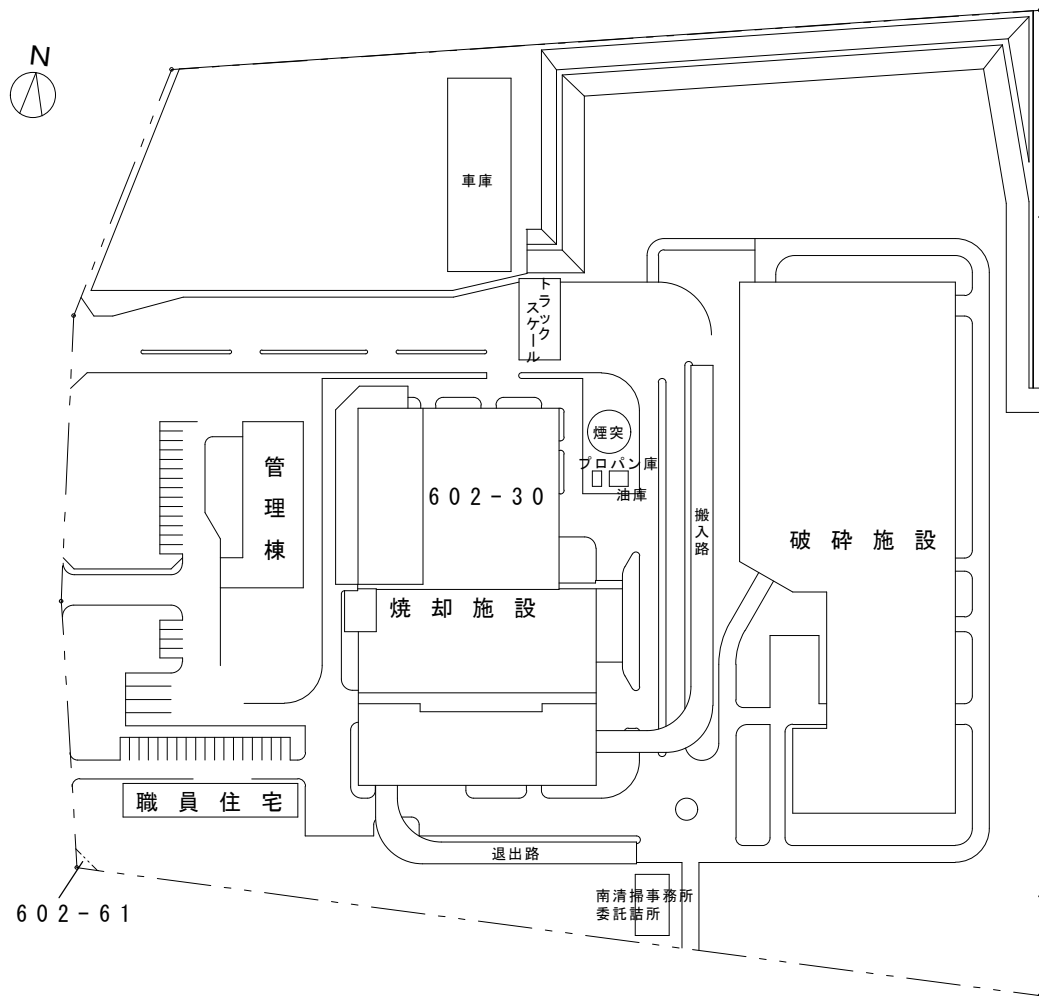 N
車庫
トラック
スケール
煙突
プロパン庫
油庫
管理棟
602-30
搬入路
破砕施設
焼却施設
職員住宅
退出路
南清掃事務所
委託詰所
602-61